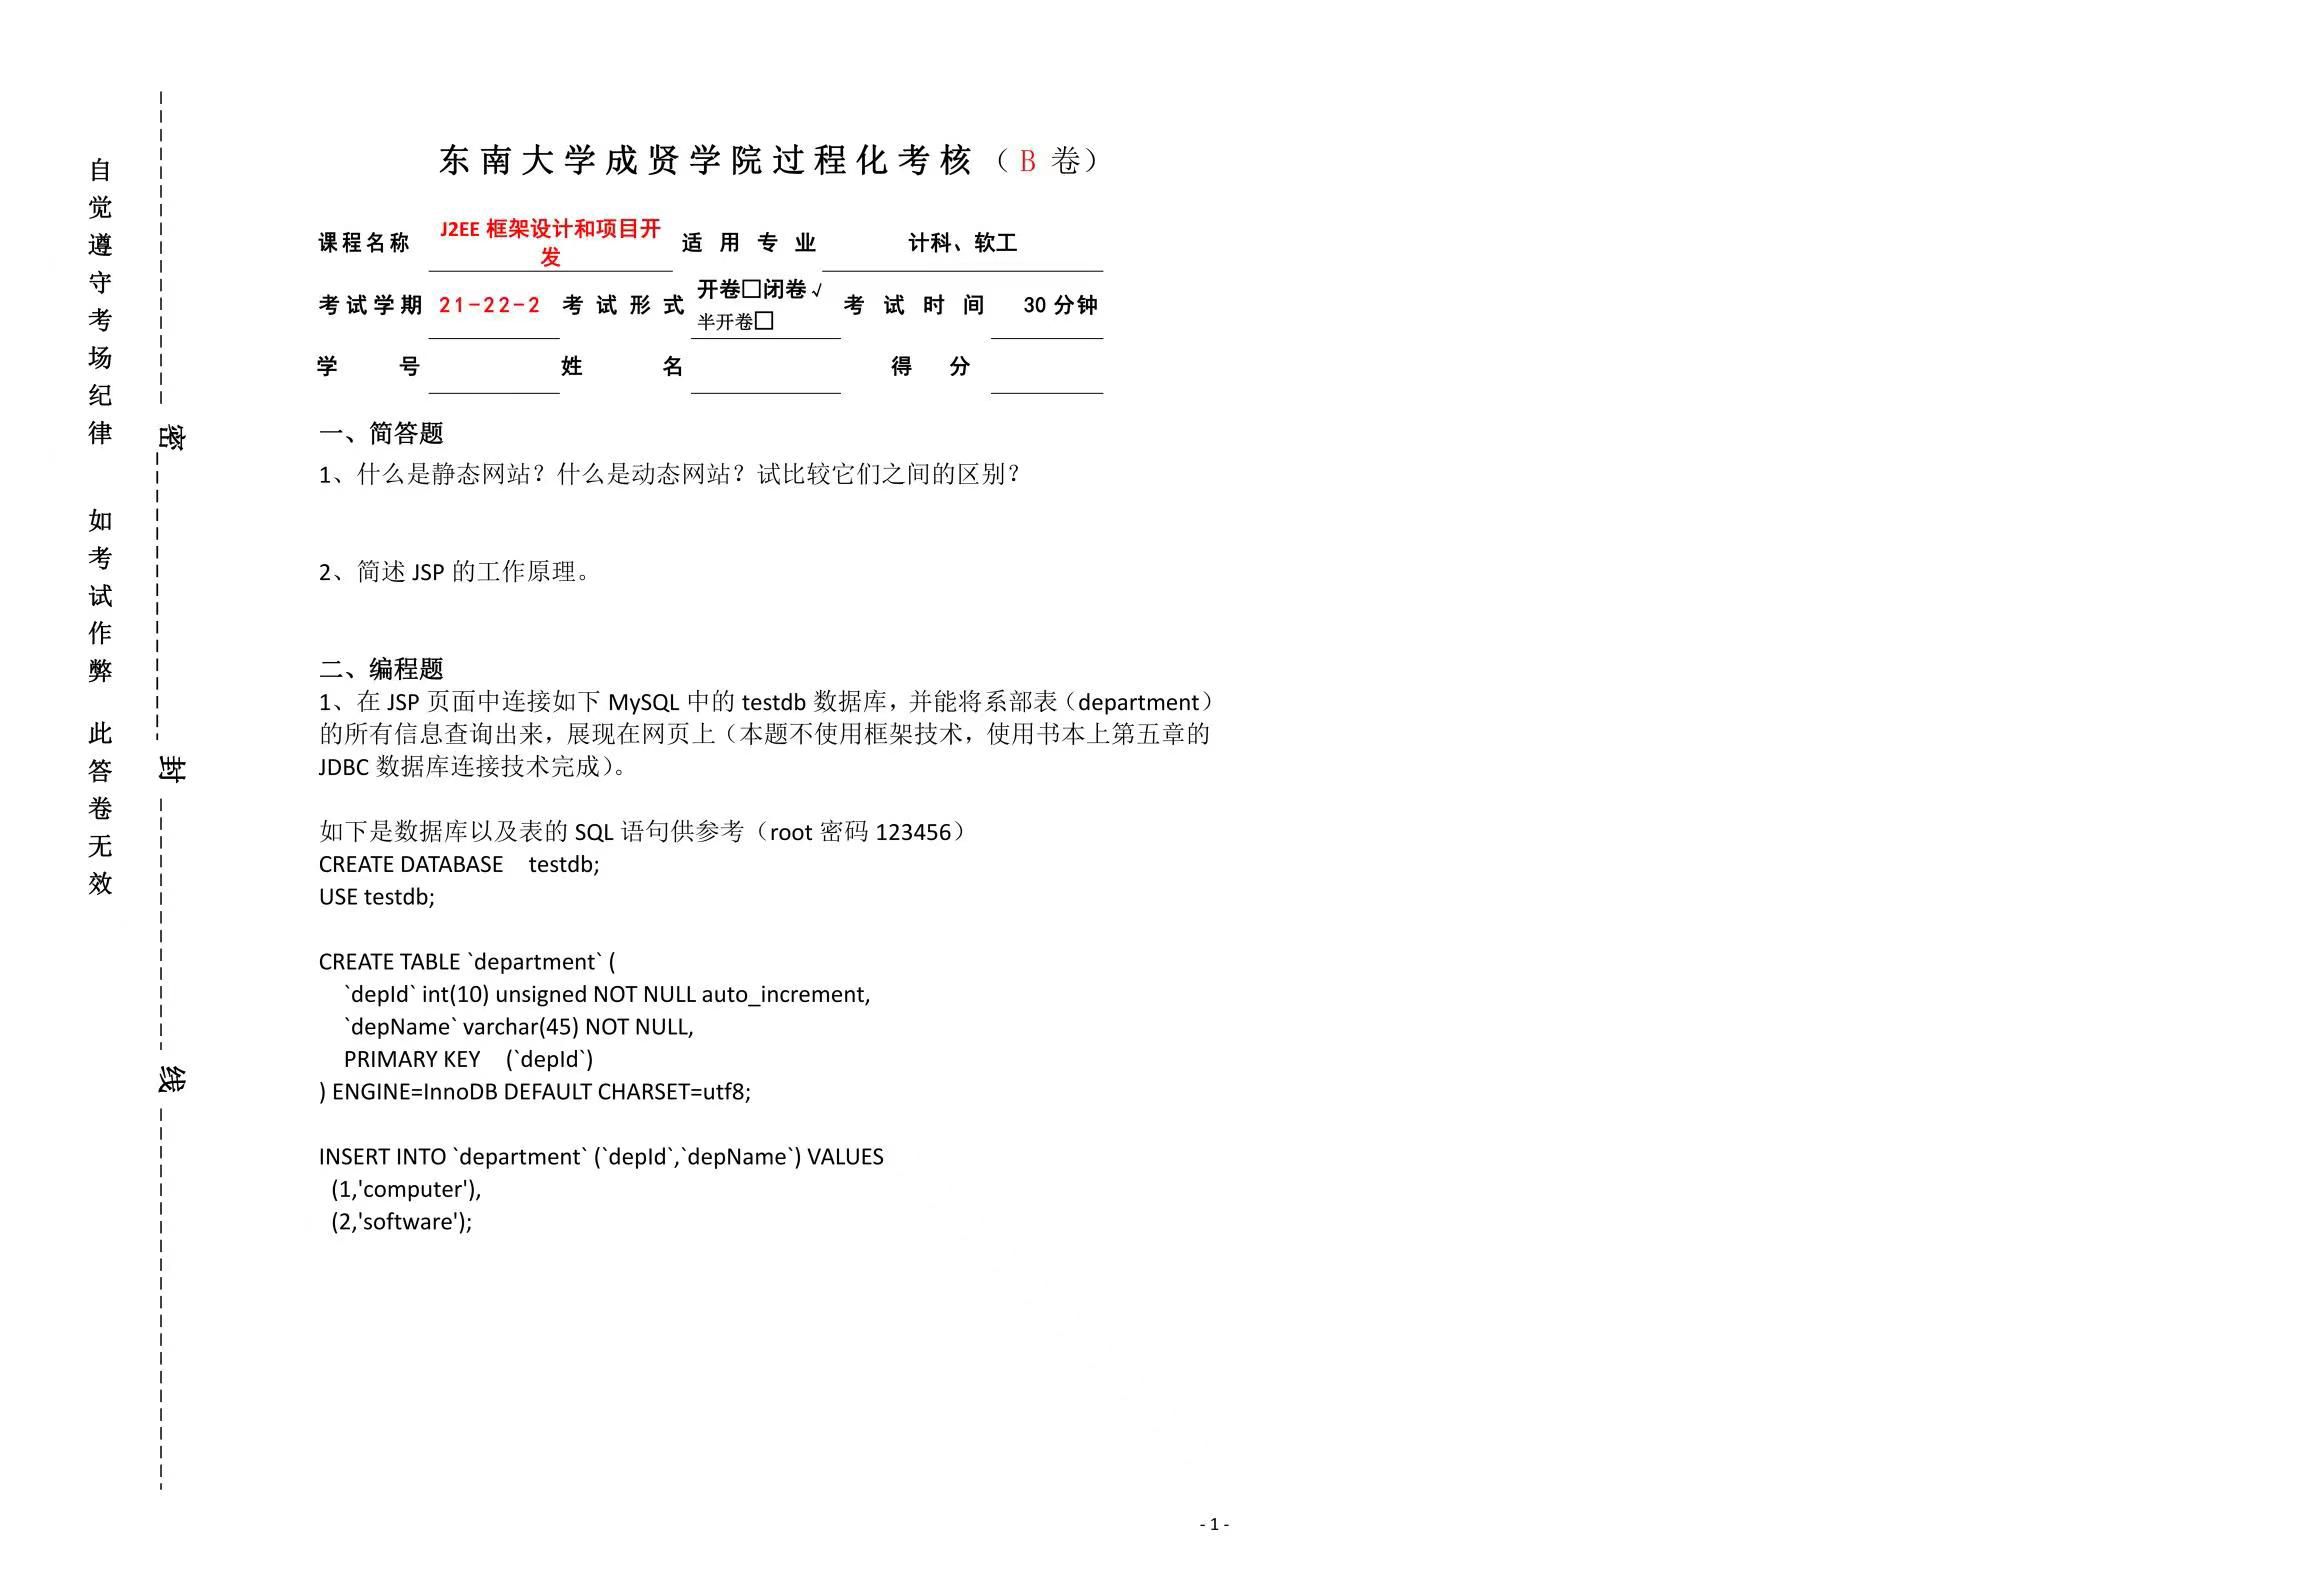 自觉遵守考场纪律 如考试作弊 此答卷无效
密
封
线
东南大学成贤学院过程化考核（B 卷）
课程名称 J2EE 框架设计和项目开发 适用专业 计科、软工
考试学期 21-22-2 考试形式 开卷□闭卷√ 半开卷□ 考试时间 30 分钟
学号 姓名 得分
一、简答题
1、什么是静态网站？什么是动态网站？试比较它们之间的区别？
2、简述 JSP 的工作原理。
二、编程题
1、在 JSP 页面中连接如下 MySQL 中的 testdb 数据库，并能将系部表（department）
的所有信息查询出来，展现在网页上（本题不使用框架技术，使用书本上第五章的
JDBC 数据库连接技术完成）。
如下是数据库以及表的 SQL 语句供参考（root 密码 123456）
CREATE DATABASE testdb;
USE testdb;
CREATE TABLE `department` (
`depId` int(10) unsigned NOT NULL auto_increment,
`depName` varchar(45) NOT NULL,
PRIMARY KEY (`depId`)
) ENGINE=InnoDB DEFAULT CHARSET=utf8;
INSERT INTO `department` (`depId`,`depName`) VALUES
(1,'computer'),
(2,'software');
- 1 -